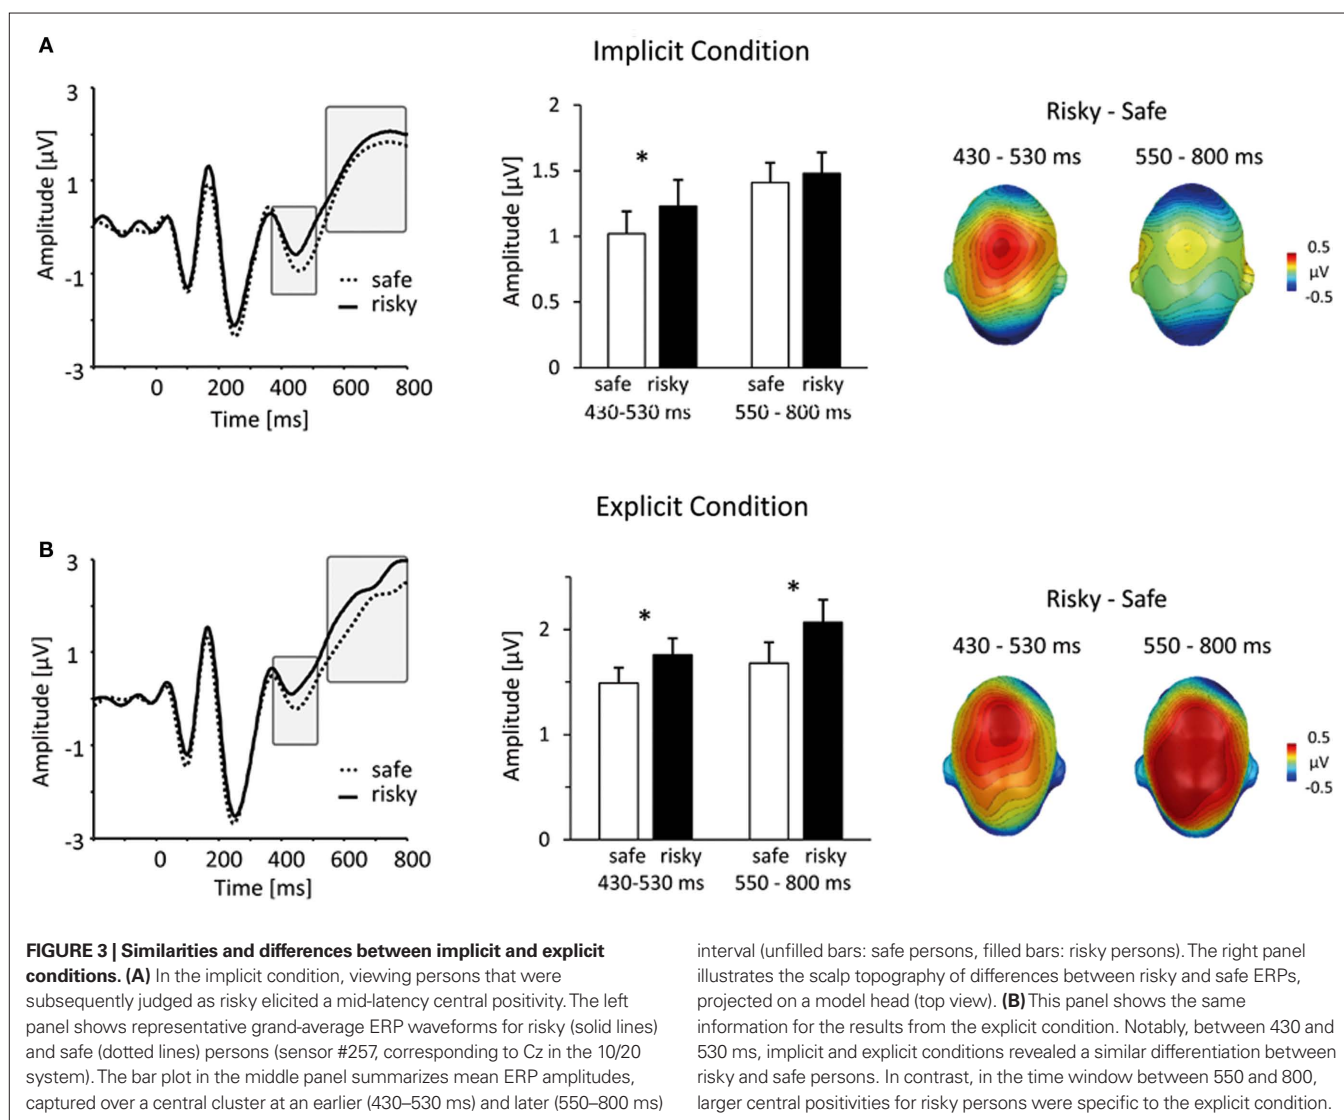 A
Implicit Condition
3
1
-1
-3
Amplitude [µV]
safe
risky
0 200 400 600 800
Time [ms]
2
1.5
1
0.5
0
Amplitude [µV]
*
safe risky safe risky
430-530 ms 550 - 800 ms
Risky - Safe
430 - 530 ms 550 - 800 ms
0.5
µV
-0.5
Explicit Condition
B
3
1
-1
-3
Amplitude [µV]
safe
risky
0 200 400 600 800
Time [ms]
2
1
0
Amplitude [µV]
* *
safe risky safe risky
430-530 ms 550 - 800 ms
Risky - Safe
430 - 530 ms 550 - 800 ms
0.5
µV
-0.5
FIGURE 3 | Similarities and differences between implicit and explicit
conditions. (A) In the implicit condition, viewing persons that were
subsequently judged as risky elicited a mid-latency central positivity. The left
panel shows representative grand-average ERP waveforms for risky (solid lines)
and safe (dotted lines) persons (sensor #257, corresponding to Cz in the 10/20
system). The bar plot in the middle panel summarizes mean ERP amplitudes,
captured over a central cluster at an earlier (430–530 ms) and later (550–800 ms)
interval (unfilled bars: safe persons, filled bars: risky persons). The right panel
illustrates the scalp topography of differences between risky and safe ERPs,
projected on a model head (top view). (B) This panel shows the same
information for the results from the explicit condition. Notably, between 430 and
530 ms, implicit and explicit conditions revealed a similar differentiation between
risky and safe persons. In contrast, in the time window between 550 and 800,
larger central positivities for risky persons were specific to the explicit condition.